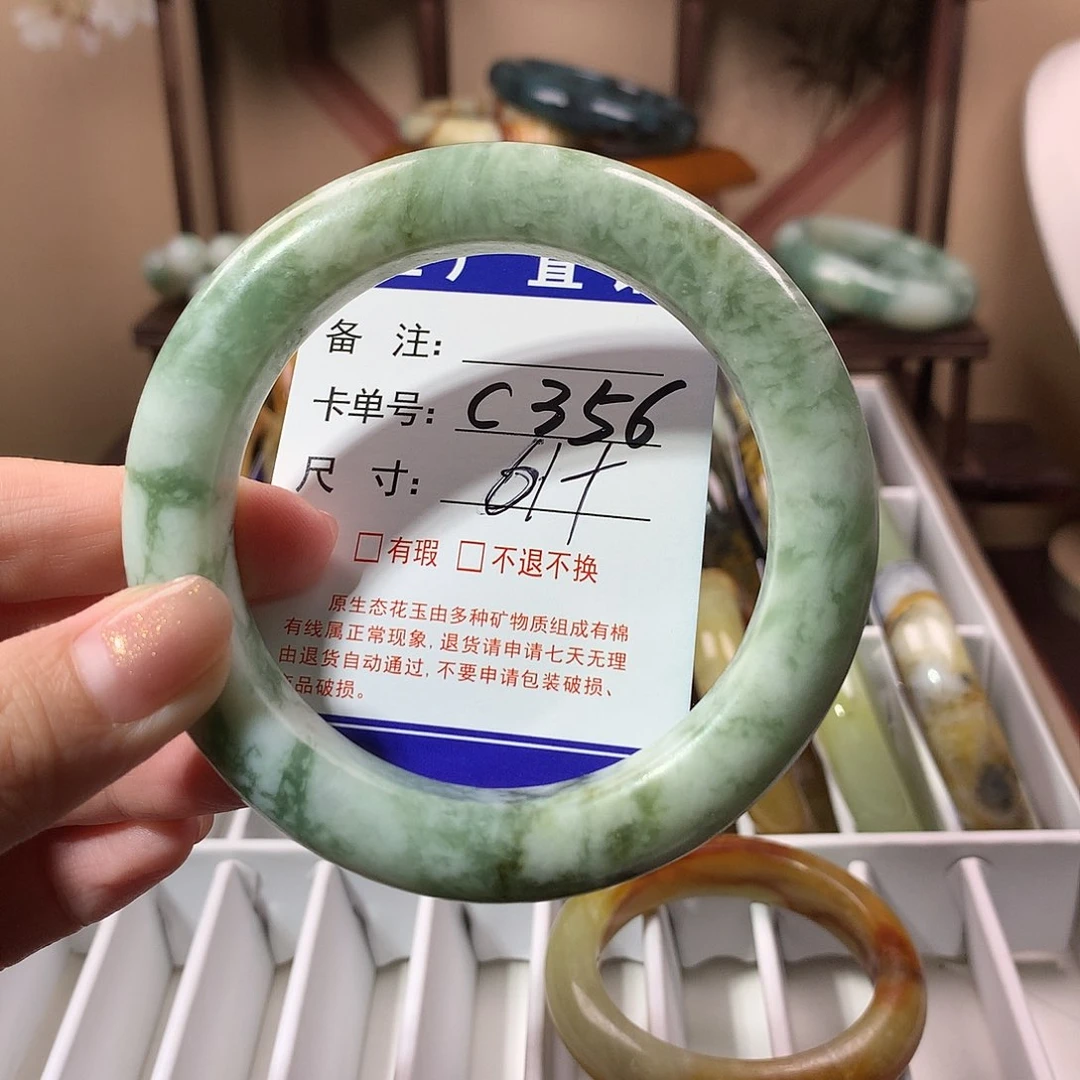 厂直
备 注:
卡单号: C356
尺 寸: 61+
□有瑕 □不退不换
原生态花玉由多种矿物质组成有棉
有线属正常现象,退货请申请七天无理
由退货自动通过,不要申请包装破损、
品破损。